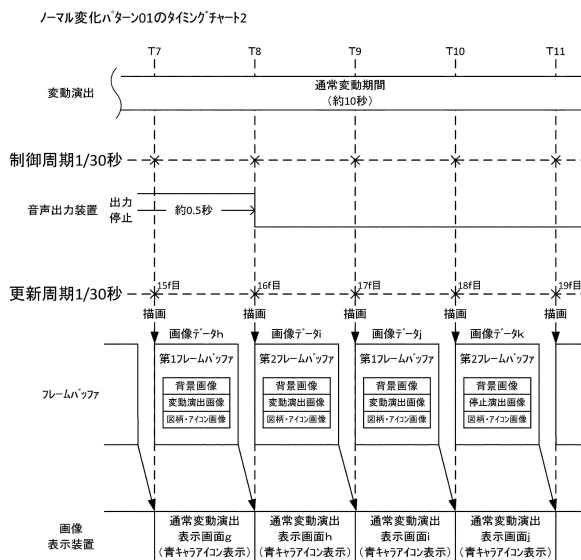 ノーマル変化パターン01のタイミングチャート2
T7 T8 T9 T10 T11
変動演出
通常変動期間
(約10秒)
制御周期1/30秒
音声出力装置
出力
停止
約0.5秒
更新周期1/30秒
15f目 16f目 17f目 18f目 19f目
描画 描画 描画 描画 描画
画像データh 画像データi 画像データj 画像データk
フレームバッファ
第1フレームバッファ 第2フレームバッファ 第1フレームバッファ 第2フレームバッファ
背景画像 背景画像 背景画像 背景画像
変動演出画像 変動演出画像 変動演出画像 停止演出画像
図柄・アイコン画像 図柄・アイコン画像 図柄・アイコン画像 図柄・アイコン画像
画像
表示装置
通常変動演出 通常変動演出 通常変動演出 通常変動演出
表示画面g 表示画面h 表示画面i 表示画面j
(青キャラアイコン表示) (青キャラアイコン表示) (青キャラアイコン表示) (青キャラアイコン表示)